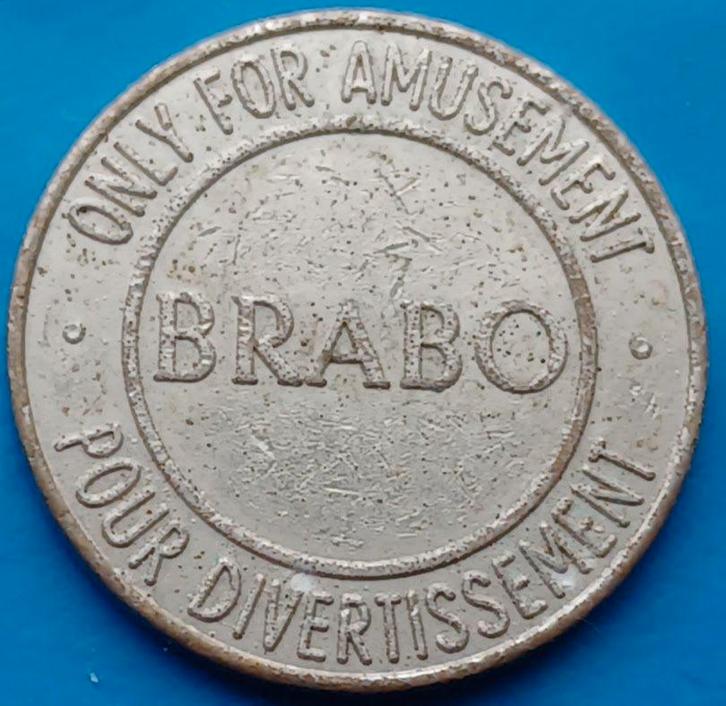 ONLY FOR AMUSEMENT
BRABO
POUR DIVERTISSEMENT